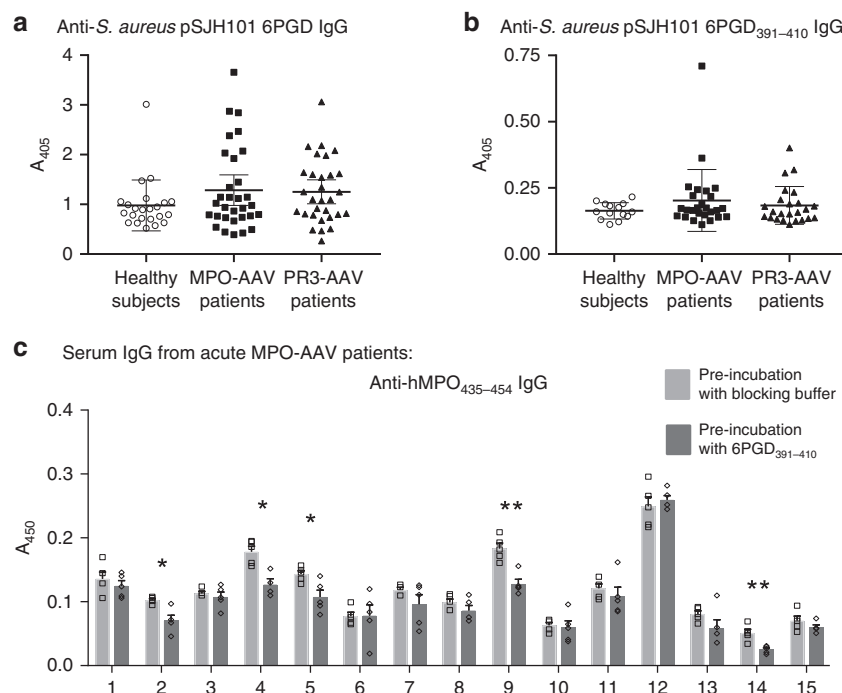 a Anti-S. aureus pSJH101 6PGD IgG
4
3
2
1
0
A405
Healthy subjects
MPO-AAV patients
PR3-AAV patients
b Anti-S. aureus pSJH101 6PGD391–410 IgG
0.75
0.50
0.25
0.00
A405
Healthy subjects
MPO-AAV patients
PR3-AAV patients
c Serum IgG from acute MPO-AAV patients:
Anti-hMPO435–454 IgG
Pre-incubation
with blocking buffer
Pre-incubation
with 6PGD391–410
0.4
0.3
0.2
0.1
0.0
A450
* * * ** **
1 2 3 4 5 6 7 8 9 10 11 12 13 14 15